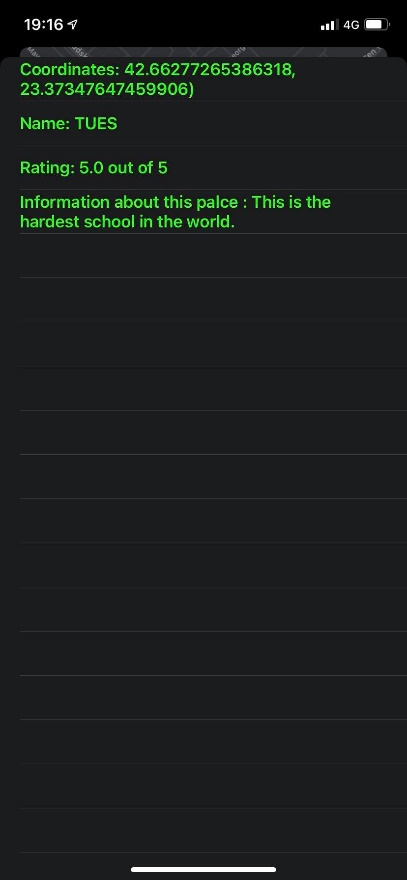 19:16
4G
Coordinates: 42.66277265386318,
23.37347647459906)
Name: TUES
Rating: 5.0 out of 5
Information about this palce : This is the
hardest school in the world.